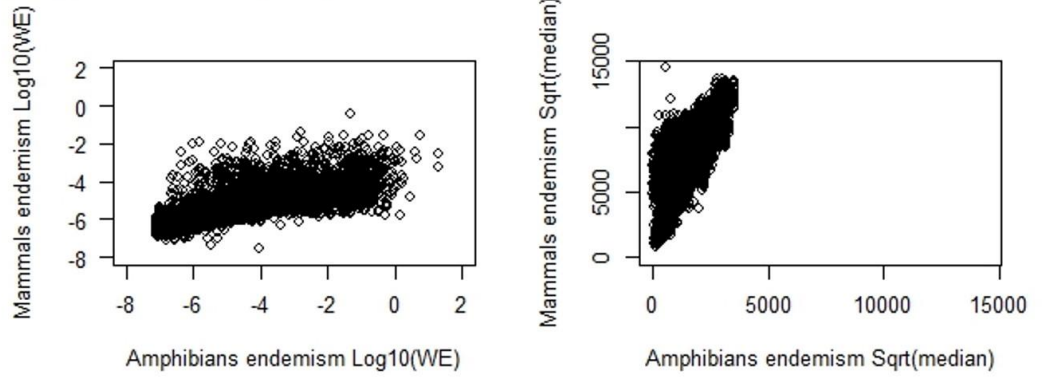 Mammals endemism Log10(WE)
2
0
-2
-4
-6
-8
-8 -6 -4 -2 0 2
Amphibians endemism Log10(WE)
Mammals endemism Sqrt(median)
15000
5000
0
0 5000 10000 15000
Amphibians endemism Sqrt(median)